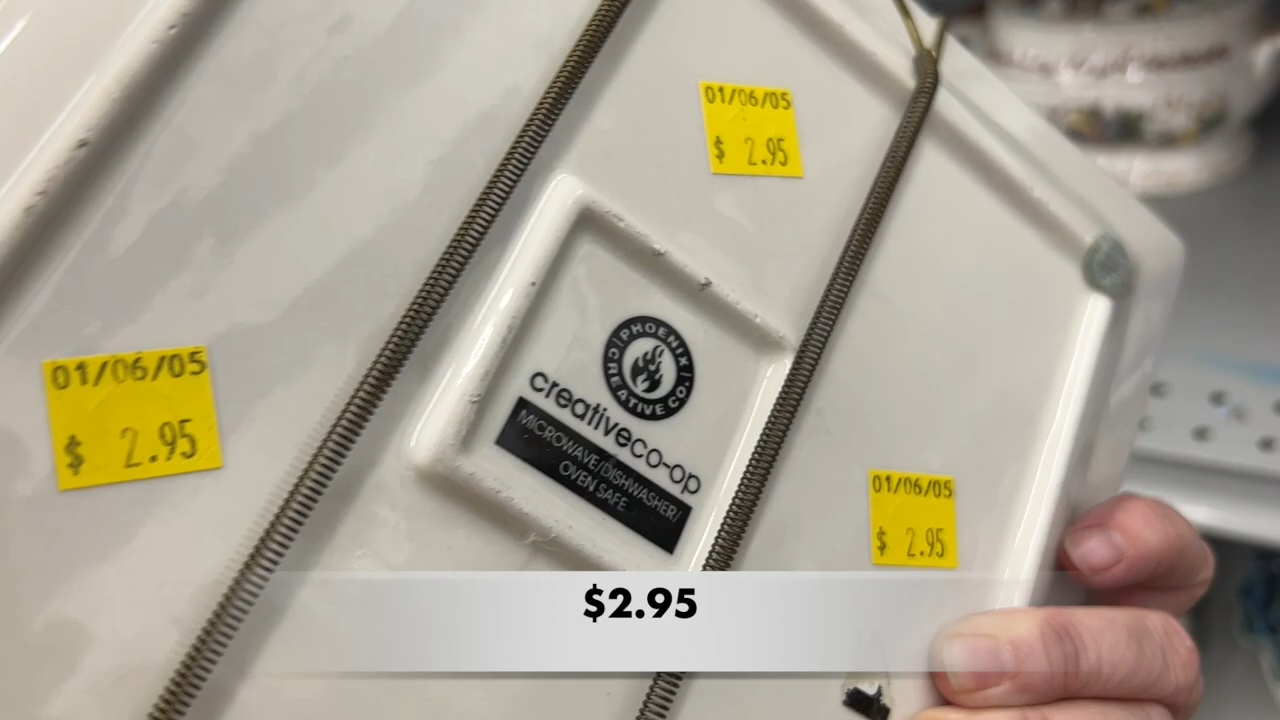 01/06/05
$ 2.95
01/06/05
$ 2.95
PHOENIX
CREATIVE CO.
creativeco-op
MICROWAVE/DISHWASHER/
OVEN SAFE
01/06/05
$ 2.95
$2.95